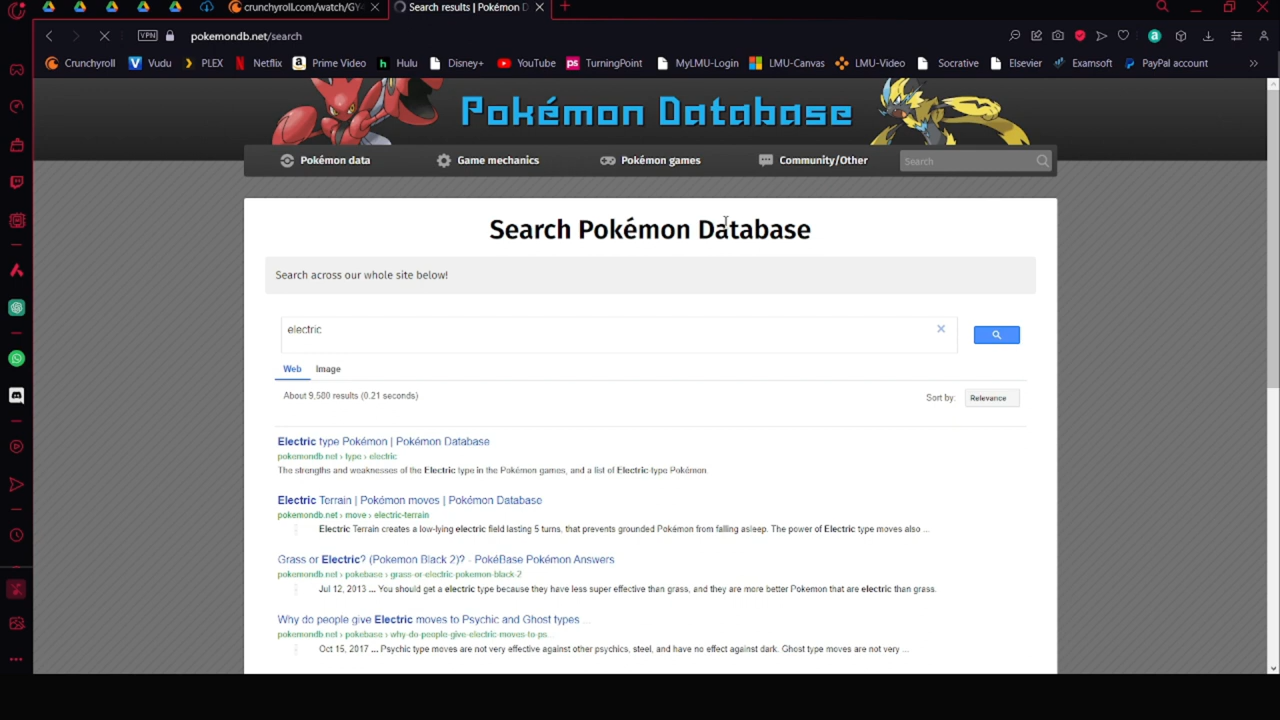 crunchyroll.com/watch/GY
Search results | Pokémon D
VPN
pokemondb.net/search
Crunchyroll
Vudu
PLEX
Netflix
Prime Video
Hulu
Disney+
YouTube
TurningPoint
MyLMU-Login
LMU-Canvas
LMU-Video
Socrative
Elsevier
Examsoft
PayPal account
Pokémon Database
Pokémon data
Game mechanics
Pokémon games
Community/Other
Search
Search Pokémon Database
Search across our whole site below!
electric
Web
Image
About 9,580 results (0.21 seconds)
Sort by:
Relevance
Electric type Pokémon | Pokémon Database
pokemondb.net › type › electric
The strengths and weaknesses of the Electric type in the Pokémon games, and a list of Electric-type Pokémon.
Electric Terrain | Pokémon moves | Pokémon Database
pokemondb.net › move › electric-terrain
Electric Terrain creates a low-lying electric field lasting 5 turns, that prevents grounded Pokémon from falling asleep. The power of Electric type moves also ...
Grass or Electric? (Pokemon Black 2)? - PokéBase Pokémon Answers
pokemondb.net › pokebase › grass-or-electric-pokemon-black-2
Jul 12, 2013 ... You should get a electric type because they have less super effective than grass, and they are more better Pokemon that are electric than grass.
Why do people give Electric moves to Psychic and Ghost types ...
pokemondb.net › pokebase › why-do-people-give-electric-moves-to-ps...
Oct 15, 2017 ... Psychic type moves are not very effective against other psychics, steel, and have no effect against dark. Ghost type moves are not very ...